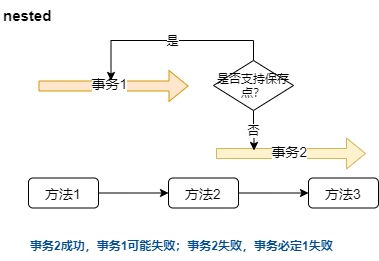 nested
是
事务1
是否支持保存
点？
否
事务2
方法1
方法2
方法3
事务2成功，事务1可能失败；事务2失败，事务必定1失败